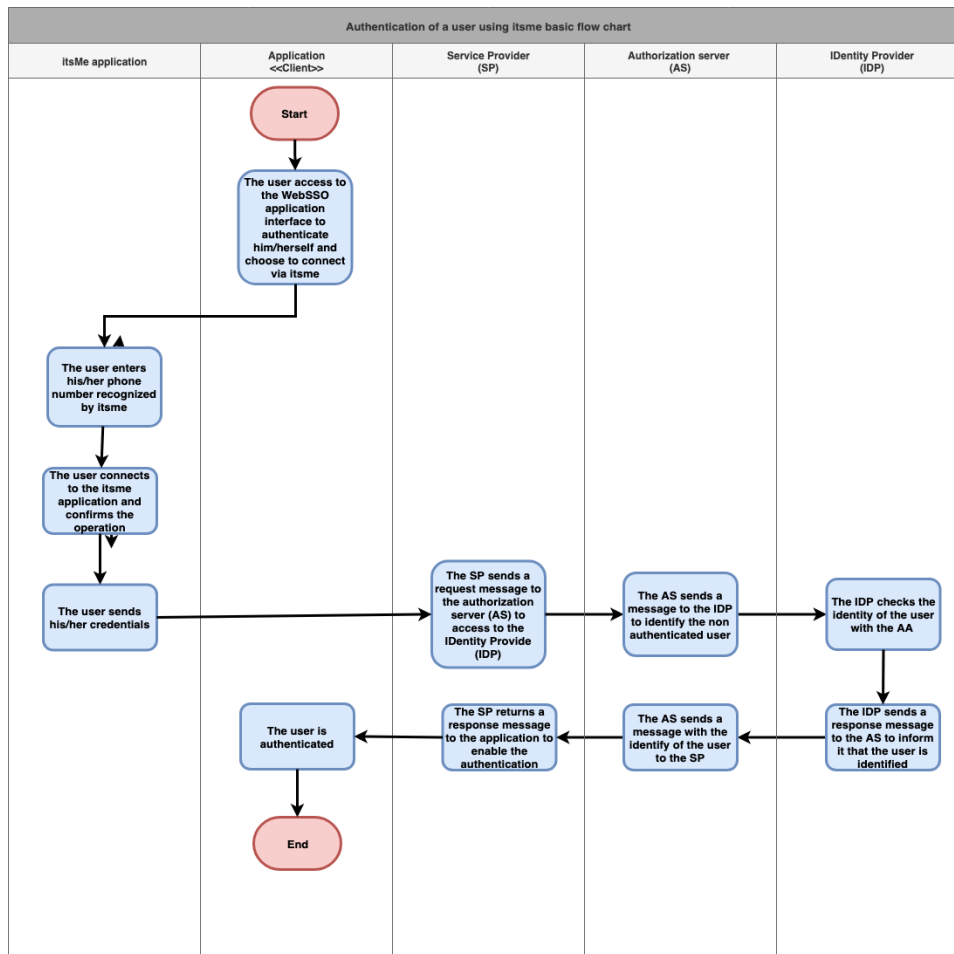 Authentication of a user using itsme basic flow chart
itsMe application
Application
<<Client>>
Service Provider
(SP)
Authorization server
(AS)
IDentity Provider
(IDP)
Start
The user access to
the WebSSO
application
interface to
authenticate
him/herself and
choose to connect
via itsme
The user enters
his/her phone
number recognized
by itsme
The user connects
to the itsme
application and
confirms the
operation
The user sends
his/her credentials
The SP sends a
request message to
the authorization
server (AS) to
access to the
IDentity Provide
(IDP)
The AS sends a
message to the IDP
to identify the non
authenticated user
The IDP checks the
identity of the user
with the AA
The IDP sends a
response message
to the AS to inform
it that the user is
identified
The AS sends a
message with the
identify of the user
to the SP
The SP returns a
response message
to the application to
enable the
authentication
The user is
authenticated
End